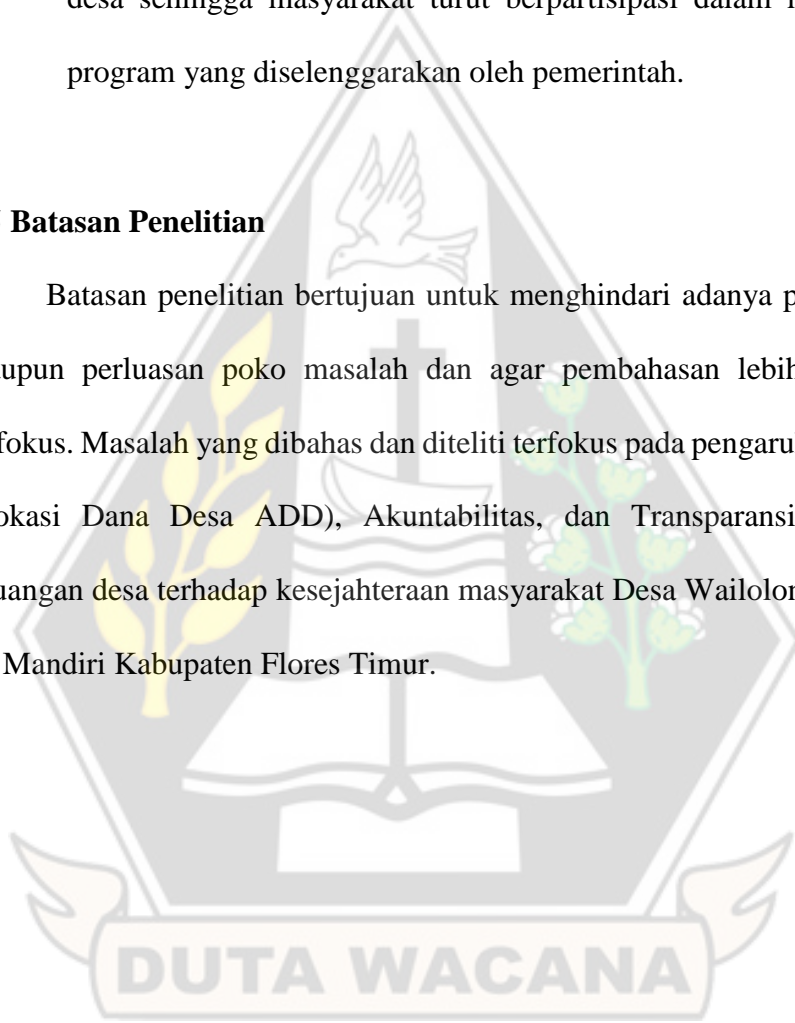 desa sehingga masyarakat turut berpartisipasi dalam
program yang diselenggarakan oleh pemerintah.
Batasan Penelitian
Batasan penelitian bertujuan untuk menghindari adanya
upun perluasan poko masalah dan agar pembahasan lebih
fokus. Masalah yang dibahas dan diteliti terfokus pada pengaru
okasi Dana Desa ADD), Akuntabilitas, dan Transparansi
uangan desa terhadap kesejahteraan masyarakat Desa Wailolon
Mandiri Kabupaten Flores Timur.
DUTA WACANA